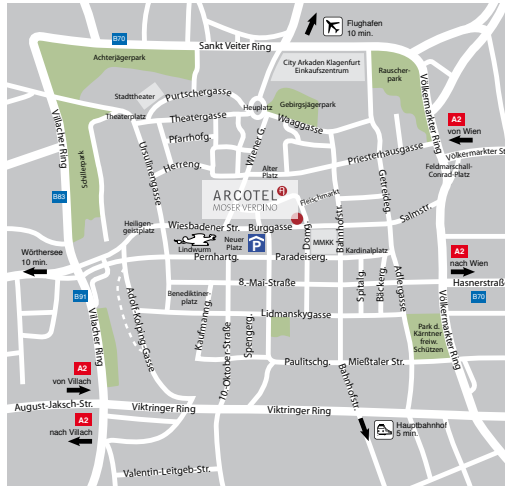 B70
Flughafen
10 min.
Sankt Veiter Ring
Achterjägerpark
City Arkaden Klagenfurt
Einkaufszentrum
Rauscher-
park
Stadttheater
Purtschergasse
Heuplatz
Gebirgsjägerpark
Theaterplatz
Theatergasse
Waaggasse
Völkermarkter Ring
A2
von Wien
Villacher Ring
Pfarrhofg.
Wiener G.
Priesterhausgasse
Völkermarkter St
Ursulinengasse
Schillerpark
Herreng.
Alter
Platz
Getreideg.
Feldmarschall-
Conrad-Platz
B83
ARCOTEL
MOSER VERDINO
Fleischmarkt
Salmstr.
Heiligen-
geistplatz
Wiesbadener Str.
Burggasse
Domg.
Bahnhofstr.
Lindwurm
Neuer
Platz
P
MMKK
Kardinalplatz
A2
nach Wien
Wörthersee
10 min.
Pernhartg.
Paradeiserg.
8.-Mai-Straße
Spitalg.
Bäckerg.
Adlergasse
Hasnerstraße
B70
B91
Adolf-Kolping-Gasse
Benediktiner-
platz
Kaufmanng.
10.-Oktober-Straße
Spengerg.
Lidmanskygasse
Villacher Ring
Park d.
Kärntner
freiw.
Schützen
Völkermarkter Ring
Paulitschg.
Mießtaler Str.
A2
von Villach
Bahnhofstr.
August-Jaksch-Str.
Viktringer Ring
Viktringer Ring
A2
nach Villach
Hauptbahnhof
5 min.
Valentin-Leitgeb-Str.